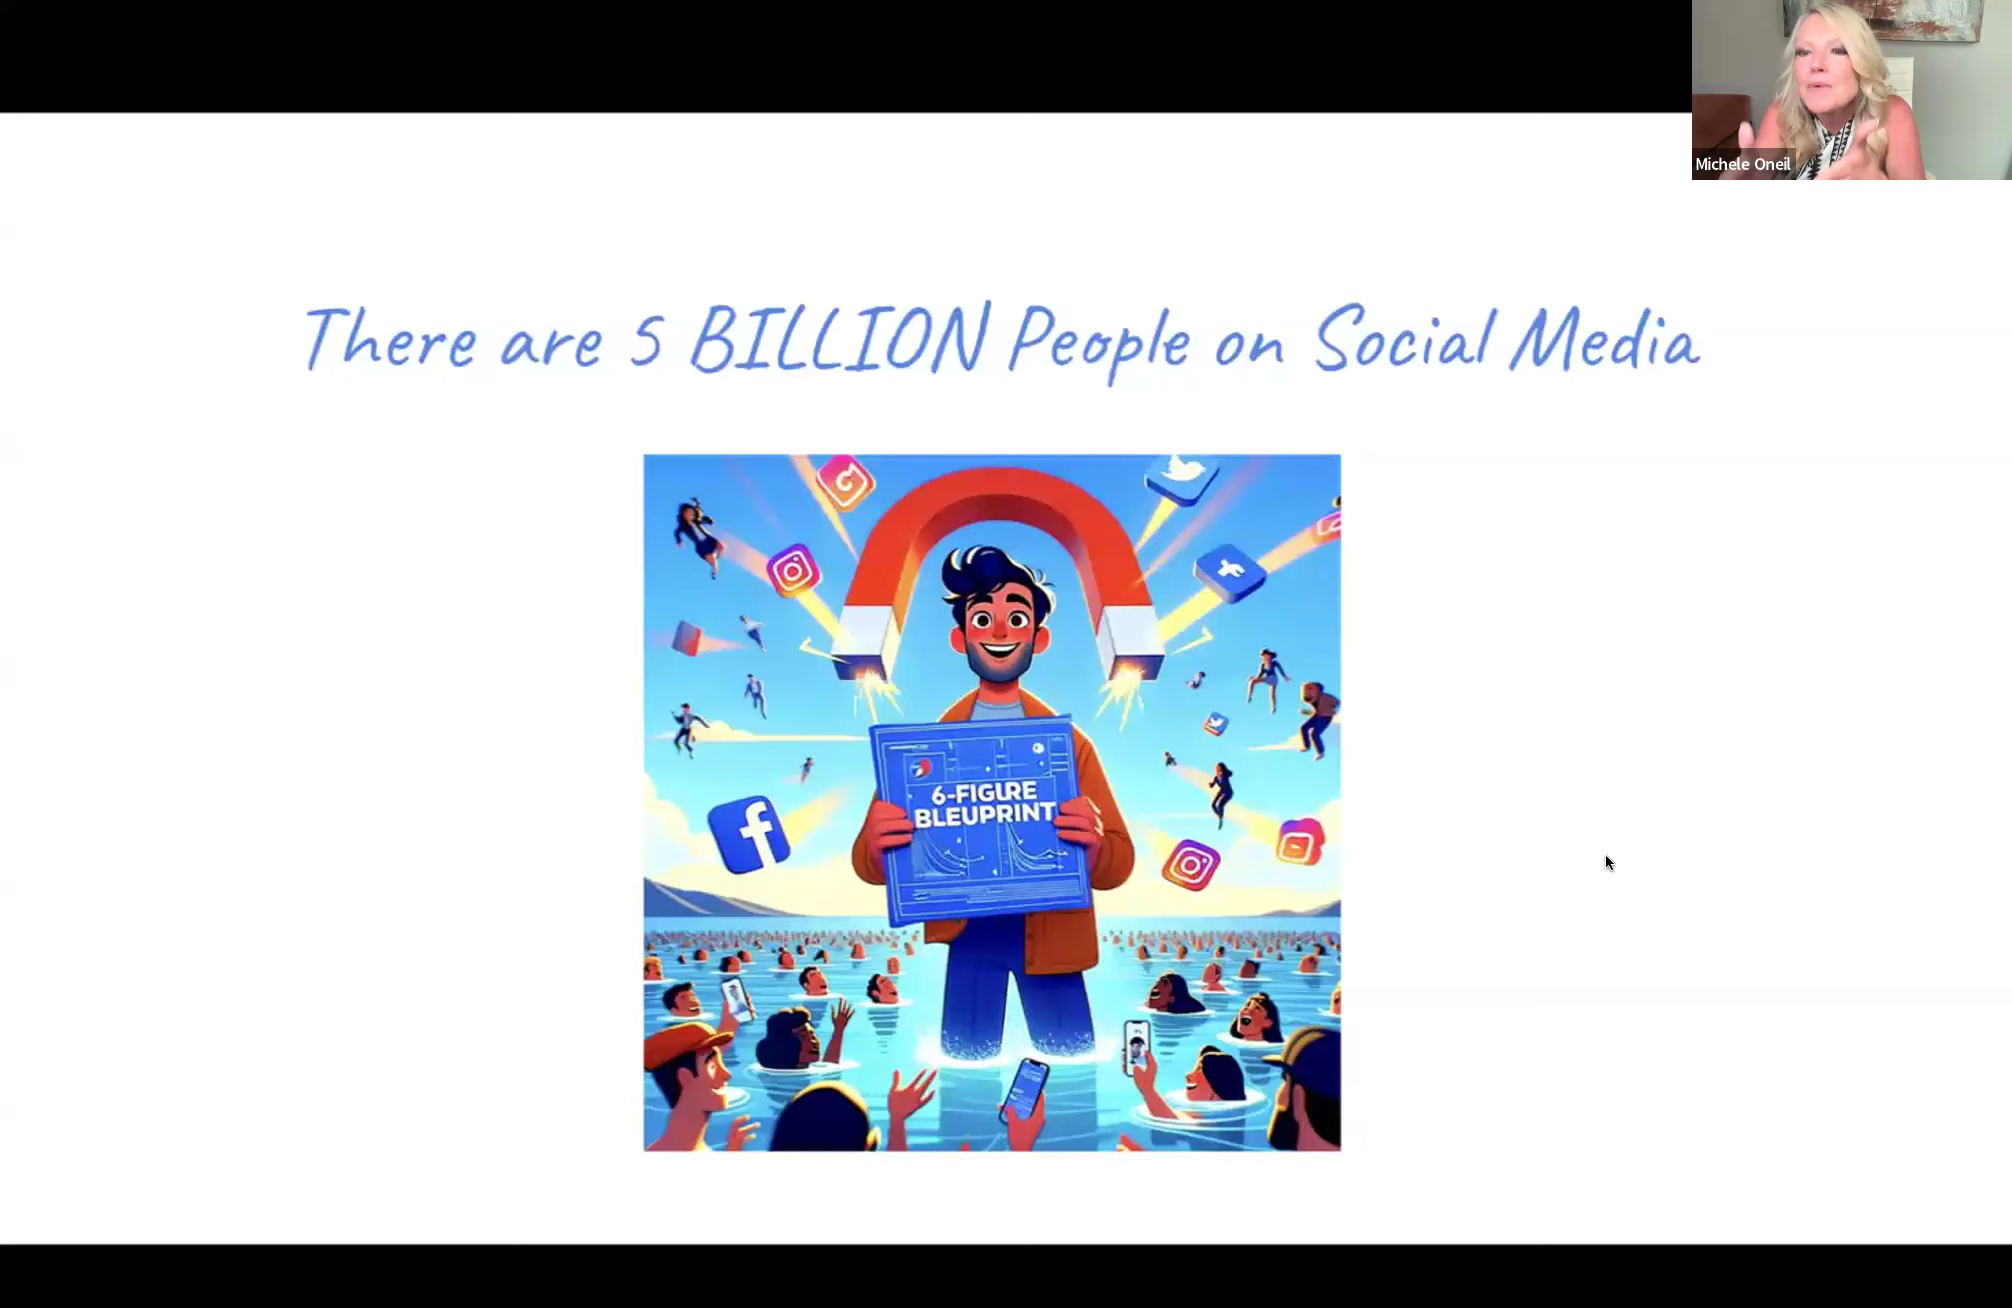 Michele Oneil
There are 5 BILLION People on Social Media
6-FIGURE
BLEUPRINT